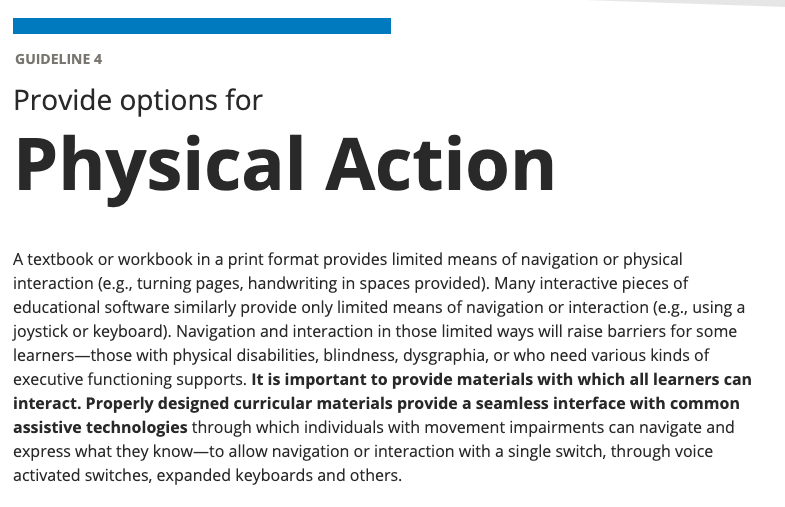 GUIDELINE 4
Provide options for
Physical Action
A textbook or workbook in a print format provides limited means of navigation or physical
interaction (e.g., turning pages, handwriting in spaces provided). Many interactive pieces of
educational software similarly provide only limited means of navigation or interaction (e.g., using a
joystick or keyboard). Navigation and interaction in those limited ways will raise barriers for some
learners—those with physical disabilities, blindness, dysgraphia, or who need various kinds of
executive functioning supports. It is important to provide materials with which all learners can
interact. Properly designed curricular materials provide a seamless interface with common
assistive technologies through which individuals with movement impairments can navigate and
express what they know—to allow navigation or interaction with a single switch, through voice
activated switches, expanded keyboards and others.